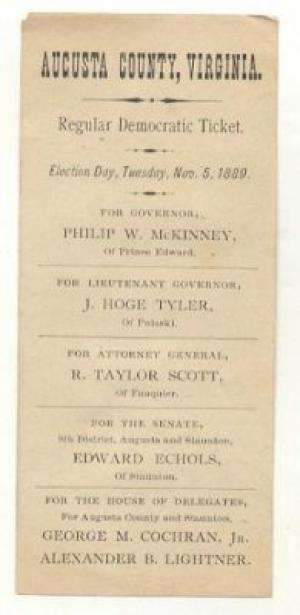 AUGUSTA COUNTY, VIRGINIA.
Regular Democratic Ticket.
Election Day, Tuesday, Nov. 5, 1889.
FOR GOVERNOR,
PHILIP W. McKINNEY,
Of Prince Edward.
FOR LIEUTENANT GOVERNOR,
J. HOGE TYLER,
Of Pulaski.
FOR ATTORNEY GENERAL,
R. TAYLOR SCOTT,
Of Fauquier.
FOR THE SENATE,
9th District, Augusta and Staunton,
EDWARD ECHOLS,
Of Staunton.
FOR THE HOUSE OF DELEGATES,
For Augusta County and Staunton,
GEORGE M. COCHRAN, Jr.
ALEXANDER B. LIGHTNER.